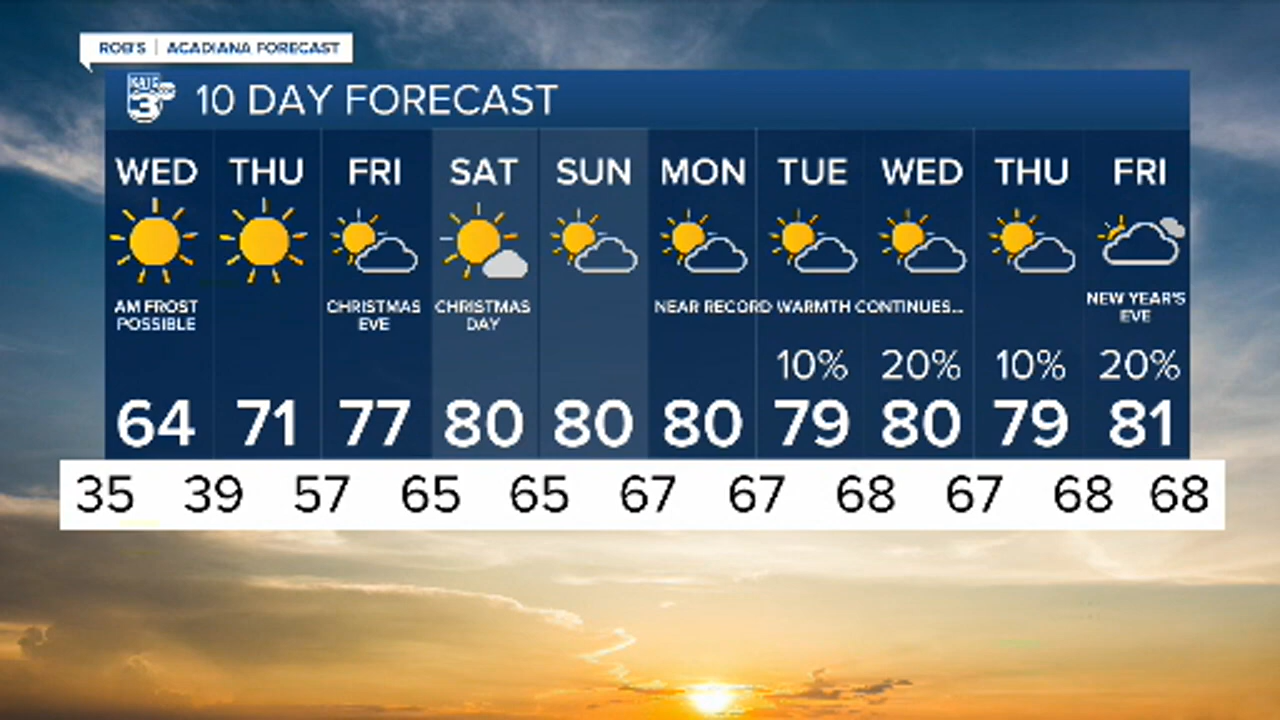 ROB'S | ACADIANA FORECAST
KATC
3
10 DAY FORECAST
WED THU FRI SAT SUN MON TUE WED THU FRI
AM FROST POSSIBLE
CHRISTMAS EVE
CHRISTMAS DAY
NEAR RECORD WARMTH CONTINUES...
NEW YEAR'S EVE
10% 20% 10% 20%
64 71 77 80 80 80 79 80 79 81
35 39 57 65 65 67 67 68 67 68 68